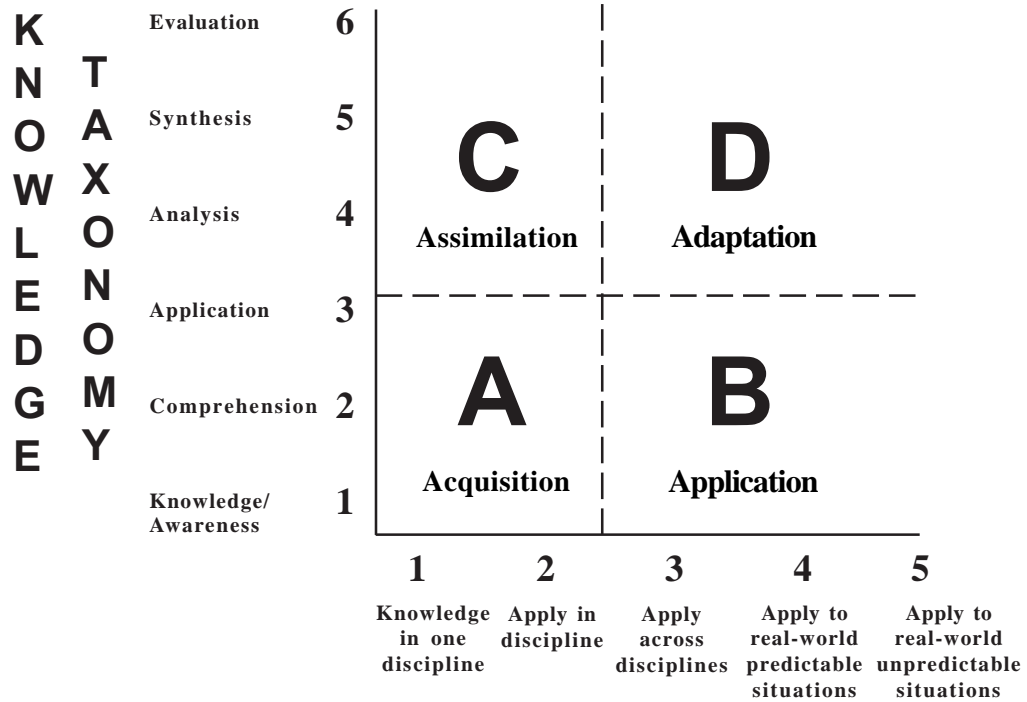 KNOWLEDGE
TAXONOMY
Evaluation 6
Synthesis 5
Analysis 4
Application 3
Comprehension 2
Knowledge/
Awareness 1
C
Assimilation
D
Adaptation
A
Acquisition
B
Application
1 2 3 4 5
Knowledge
in one
discipline
Apply in
discipline
Apply
across
disciplines
Apply to
real-world
predictable
situations
Apply to
real-world
unpredictable
situations